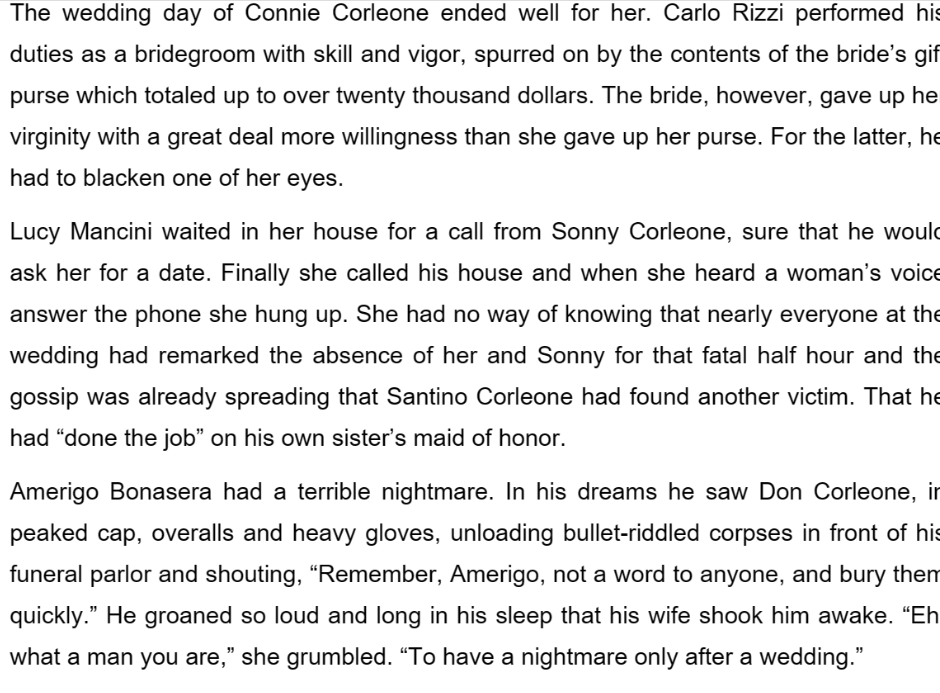 The wedding day of Connie Corleone ended well for her. Carlo Rizzi performed his
duties as a bridegroom with skill and vigor, spurred on by the contents of the bride’s gif
purse which totaled up to over twenty thousand dollars. The bride, however, gave up he
virginity with a great deal more willingness than she gave up her purse. For the latter, he
had to blacken one of her eyes.
Lucy Mancini waited in her house for a call from Sonny Corleone, sure that he would
ask her for a date. Finally she called his house and when she heard a woman’s voice
answer the phone she hung up. She had no way of knowing that nearly everyone at the
wedding had remarked the absence of her and Sonny for that fatal half hour and the
gossip was already spreading that Santino Corleone had found another victim. That he
had “done the job” on his own sister’s maid of honor.
Amerigo Bonasera had a terrible nightmare. In his dreams he saw Don Corleone, in
peaked cap, overalls and heavy gloves, unloading bullet-riddled corpses in front of his
funeral parlor and shouting, “Remember, Amerigo, not a word to anyone, and bury them
quickly.” He groaned so loud and long in his sleep that his wife shook him awake. “Eh
what a man you are,” she grumbled. “To have a nightmare only after a wedding.”